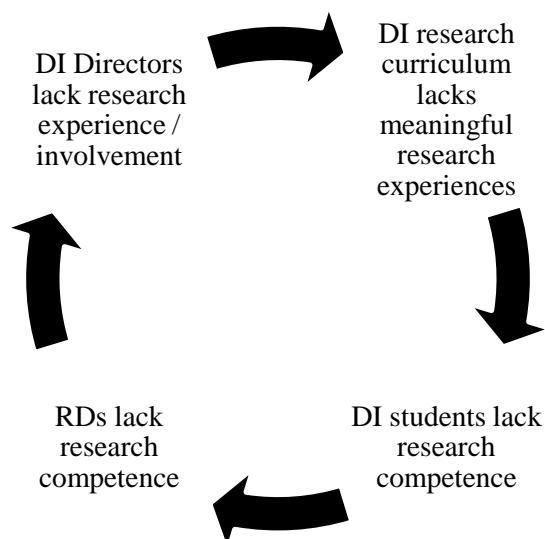 DI Directors
lack research
experience /
involvement
DI research
curriculum
lacks
meaningful
research
experiences
DI students lack
research
competence
RDs lack
research
competence